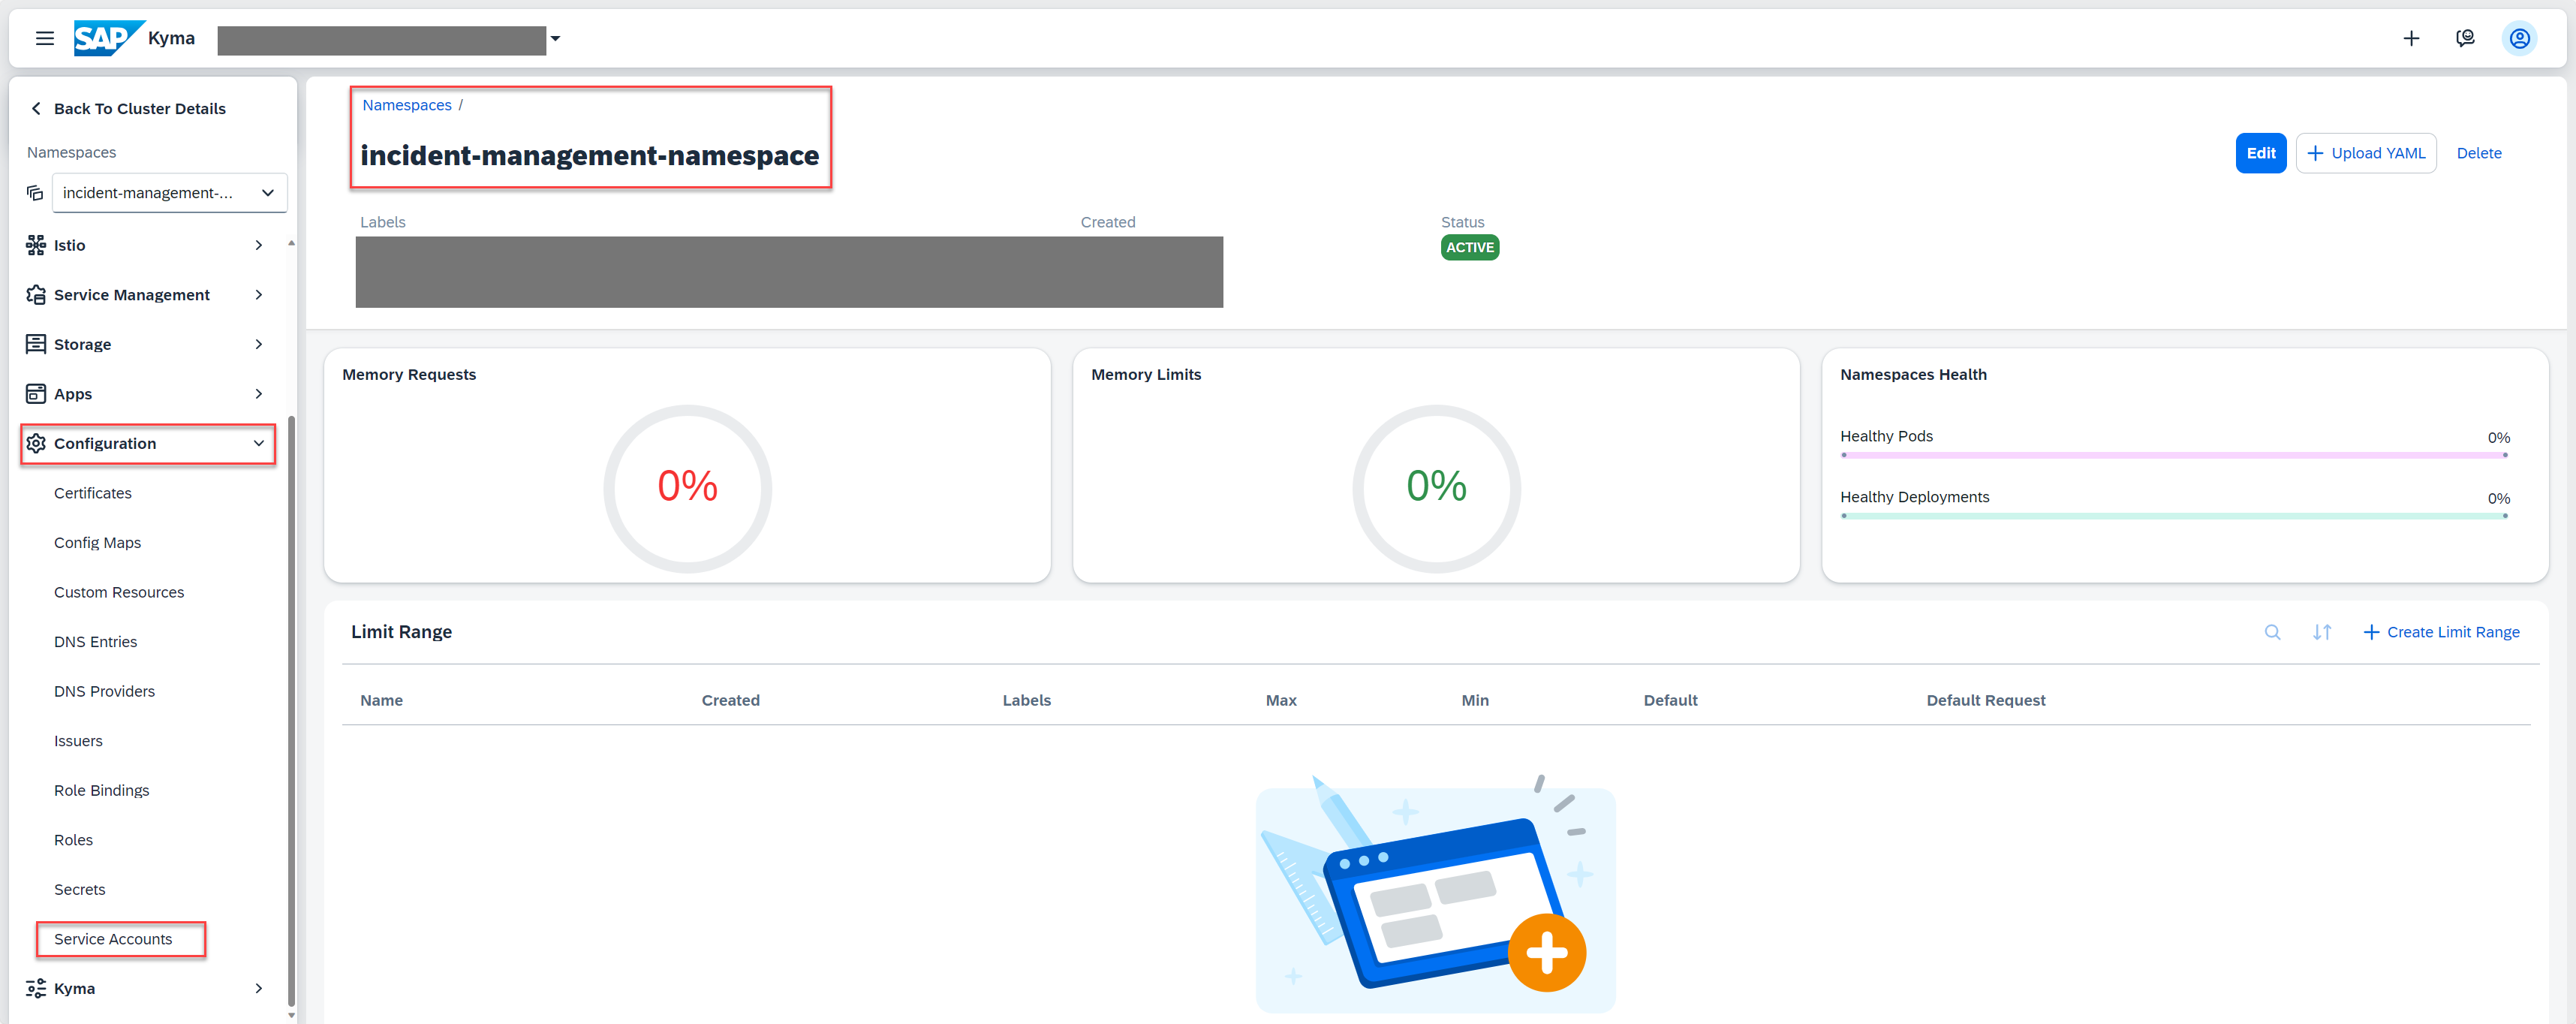 SAP Kyma
Back To Cluster Details
Namespaces
incident-management-...
Istio
Service Management
Storage
Apps
Configuration
Certificates
Config Maps
Custom Resources
DNS Entries
DNS Providers
Issuers
Role Bindings
Roles
Secrets
Service Accounts
Kyma
Namespaces /
incident-management-namespace
Edit
Upload YAML
Delete
Labels
Created
Status
ACTIVE
Memory Requests
0%
Memory Limits
0%
Namespaces Health
Healthy Pods 0%
Healthy Deployments 0%
Limit Range
Create Limit Range
Name Created Labels Max Min Default Default Request